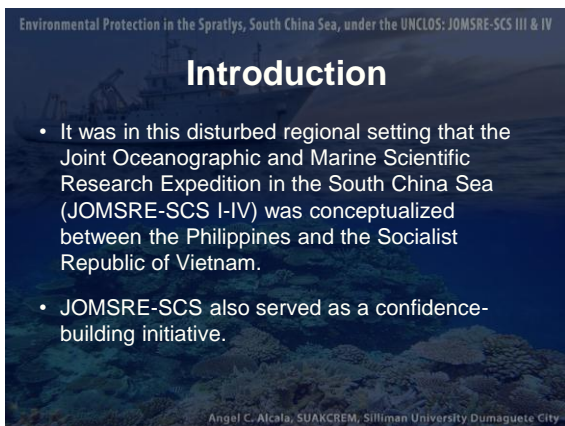 Environmental Protection in the Spratlys, South China Sea, under the UNCLOS: JOMSRE-SCS III & IV
Introduction
• It was in this disturbed regional setting that the
Joint Oceanographic and Marine Scientific
Research Expedition in the South China Sea
(JOMSRE-SCS I-IV) was conceptualized
between the Philippines and the Socialist
Republic of Vietnam.
• JOMSRE-SCS also served as a confidence-
building initiative.
Angel C. Alcala, SUAKCREM, Silliman University Dumaguete City